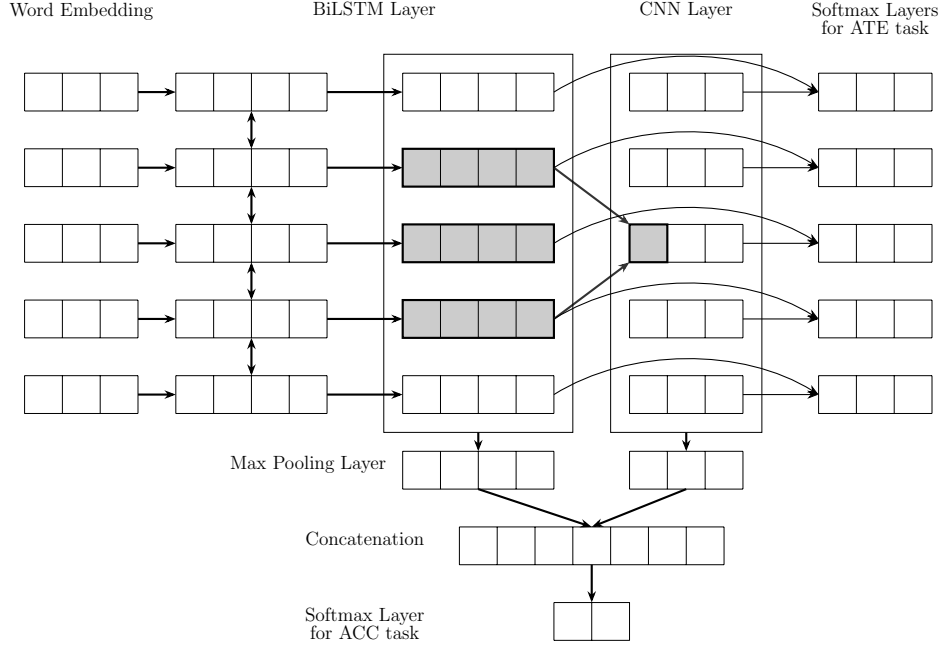 Word Embedding
BiLSTM Layer
CNN Layer
Softmax Layers
for ATE task
Max Pooling Layer
Concatenation
Softmax Layer
for ACC task